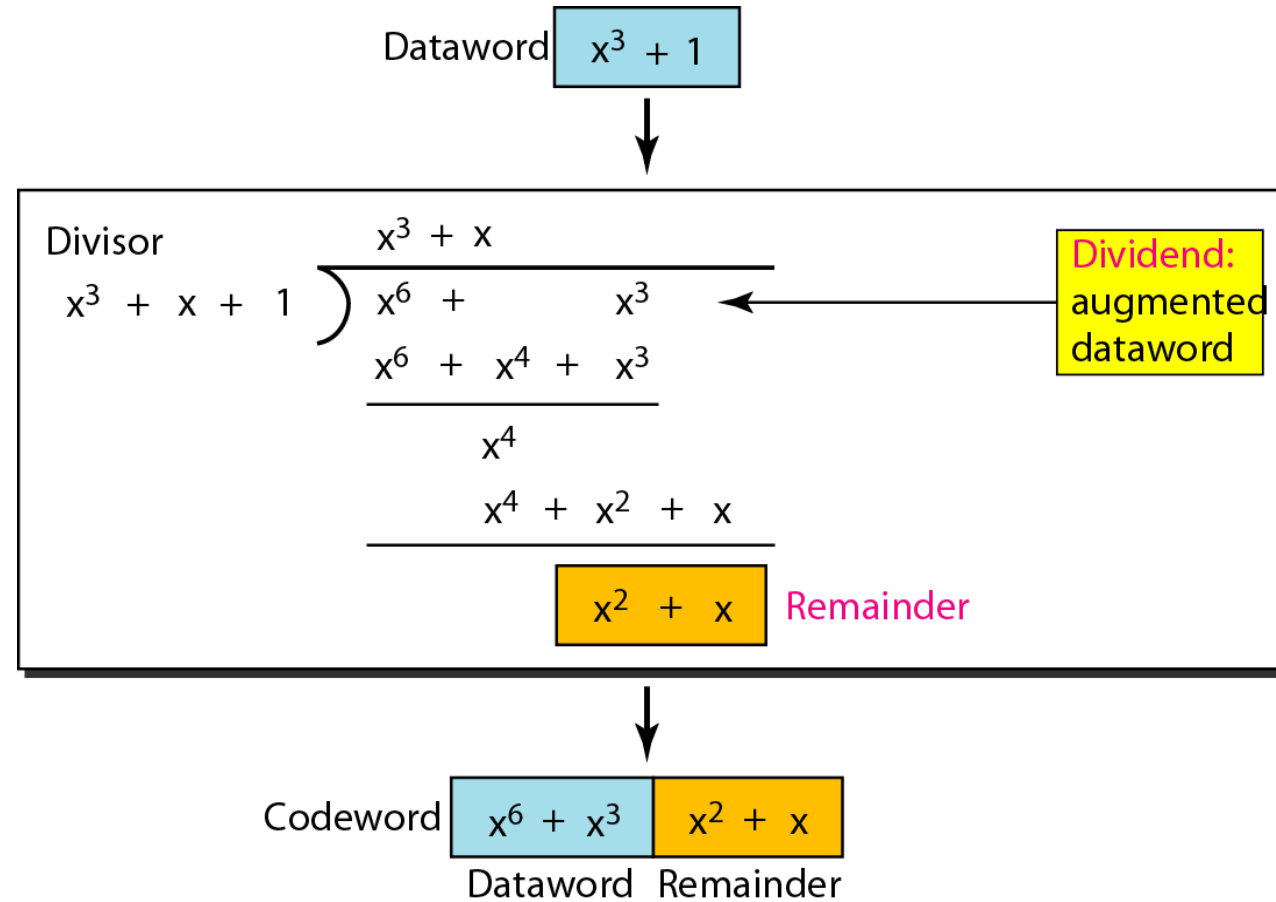 Dataword x³ + 1
Divisor
x³ + x
x³ + x + 1
x⁶ + x³
Dividend:
augmented
dataword
x⁶ + x⁴ + x³
x⁴
x⁴ + x² + x
x² + x Remainder
Codeword x⁶ + x³ x² + x
Dataword Remainder